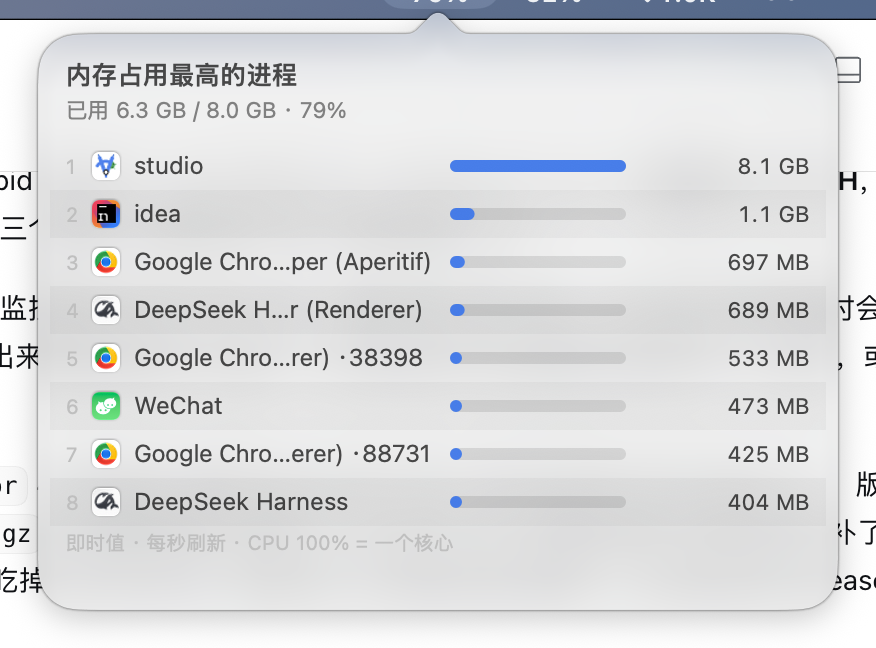 内存占用最高的进程
已用 6.3 GB / 8.0 GB · 79%
1 studio 8.1 GB
2 idea 1.1 GB
3 Google Chro...per (Aperitif) 697 MB
4 DeepSeek H...r (Renderer) 689 MB
5 Google Chro...rer) ·38398 533 MB
6 WeChat 473 MB
7 Google Chro...erer) ·88731 425 MB
8 DeepSeek Harness 404 MB
即时值 · 每秒刷新 · CPU 100% = 一个核心